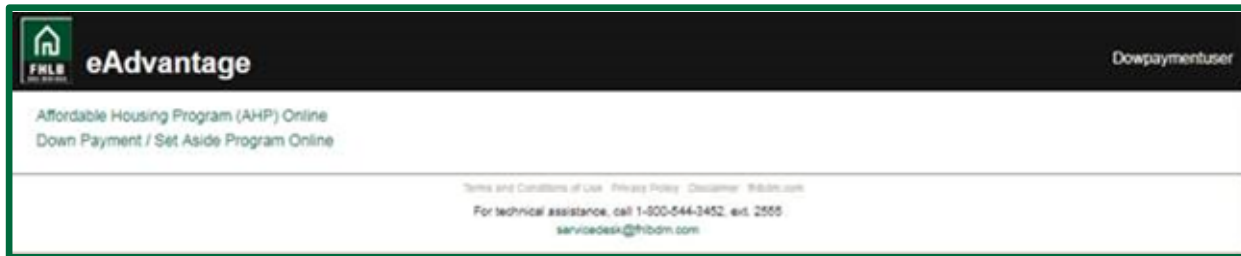 FHLB
eAdvantage
Dowpaymentuser
Affordable Housing Program (AHP) Online
Down Payment / Set Aside Program Online
Terms and Conditions of Use Privacy Policy Disclaimer fhlbdm.com
For technical assistance, call 1-800-544-3452, ext. 2555
servicedesk@fhlbdm.com